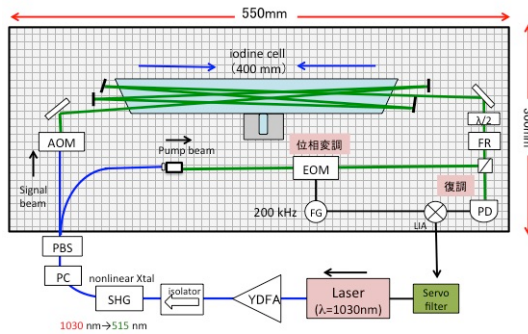 550mm
iodine cell
(400 mm)
λ/2
AOM
FR
Pump beam
位相変調
EOM
復調
Signal
beam
200 kHz
FG
PD
LIA
PBS
PC
nonlinear Xtal
SHG
isolator
YDFA
Laser
(λ=1030nm)
Servo
filter
1030 nm→515 nm